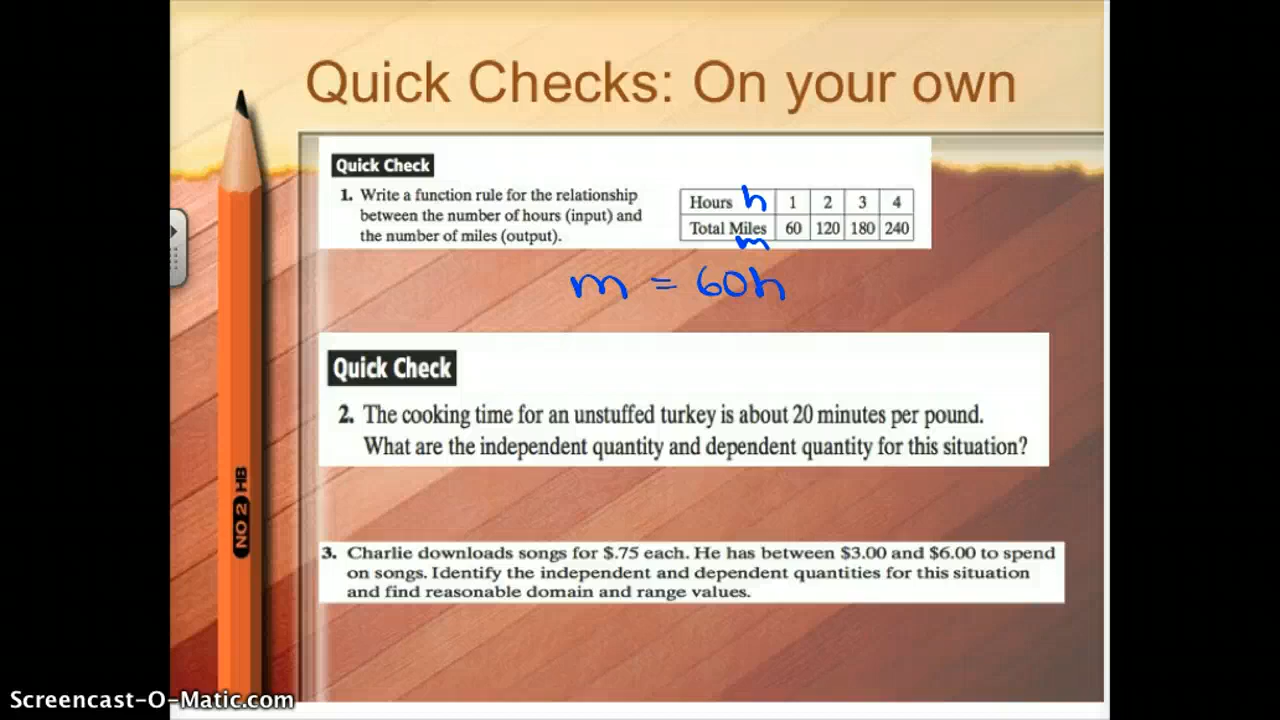 Quick Checks: On your own
Quick Check
1. Write a function rule for the relationship
between the number of hours (input) and
the number of miles (output).
Hours h 1 2 3 4
Total Miles 60 120 180 240
m
m = 60h
Quick Check
2. The cooking time for an unstuffed turkey is about 20 minutes per pound.
What are the independent quantity and dependent quantity for this situation?
3. Charlie downloads songs for $.75 each. He has between $3.00 and $6.00 to spend
on songs. Identify the independent and dependent quantities for this situation
and find reasonable domain and range values.
NO 2 HB
Screencast-O-Matic.com